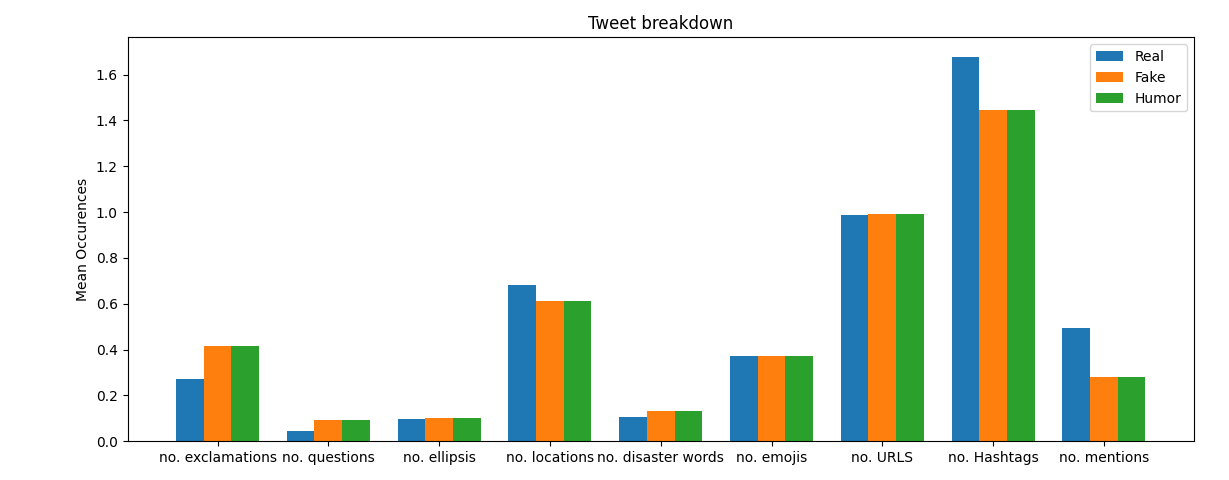 Tweet breakdown
Real
Fake
Humor
Mean Occurences
1.6
1.4
1.2
1.0
0.8
0.6
0.4
0.2
0.0
no. exclamations no. questions no. ellipsis no. locations no. disaster words no. emojis no. URLS no. Hashtags no. mentions